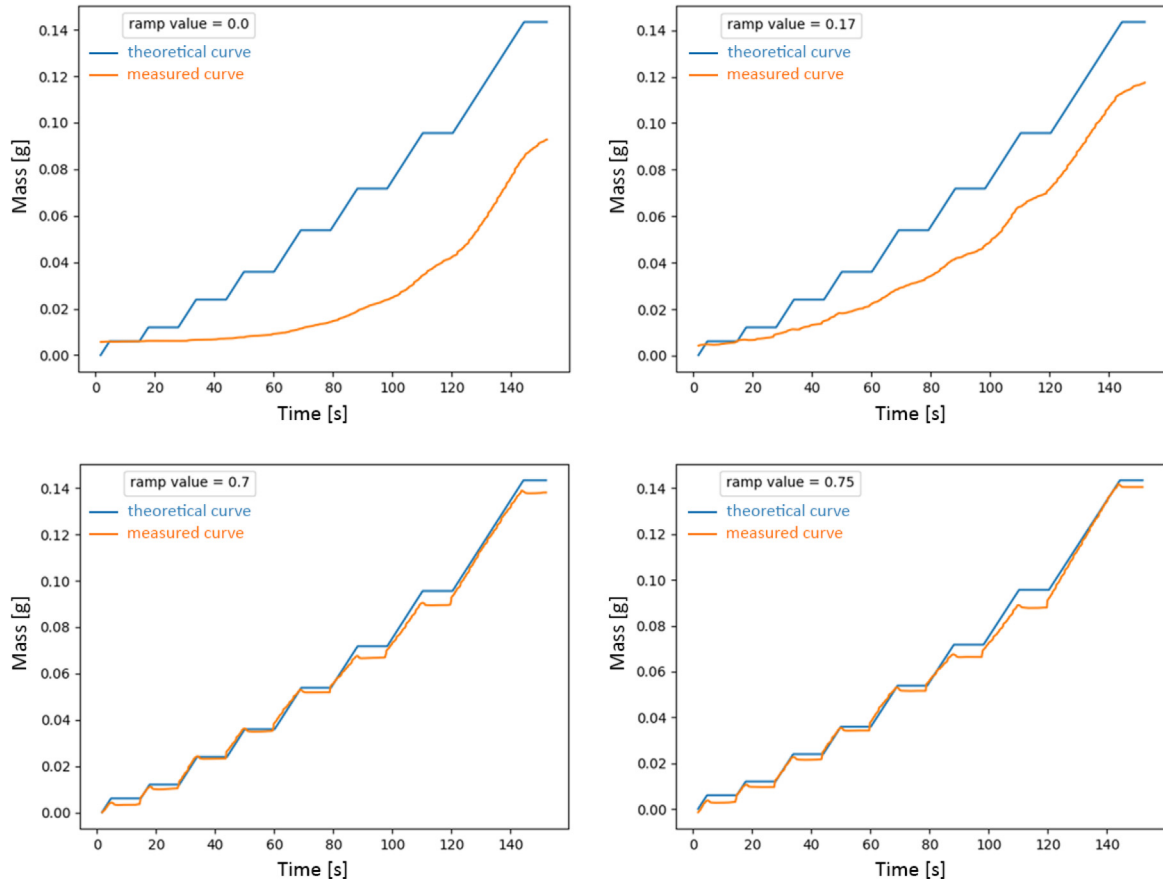 ramp value = 0.0
theoretical curve
measured curve
0.14
0.12
0.10
0.08
0.06
0.04
0.02
0.00
Mass [g]
0 20 40 60 80 100 120 140
Time [s]
ramp value = 0.17
theoretical curve
measured curve
0.14
0.12
0.10
0.08
0.06
0.04
0.02
0.00
Mass [g]
0 20 40 60 80 100 120 140
Time [s]
ramp value = 0.7
theoretical curve
measured curve
0.14
0.12
0.10
0.08
0.06
0.04
0.02
0.00
Mass [g]
0 20 40 60 80 100 120 140
Time [s]
ramp value = 0.75
theoretical curve
measured curve
0.14
0.12
0.10
0.08
0.06
0.04
0.02
0.00
Mass [g]
0 20 40 60 80 100 120 140
Time [s]